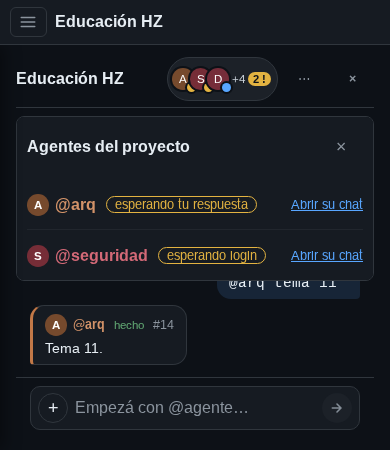 Educación HZ
Educación HZ
A S D +4 2 ! ... ×
Agentes del proyecto ×
A @arq esperando tu respuesta Abrir su chat
S @seguridad esperando login Abrir su chat
@arq tema 11
A @arq hecho #14
Tema 11.
+ Empezá con @agente… →